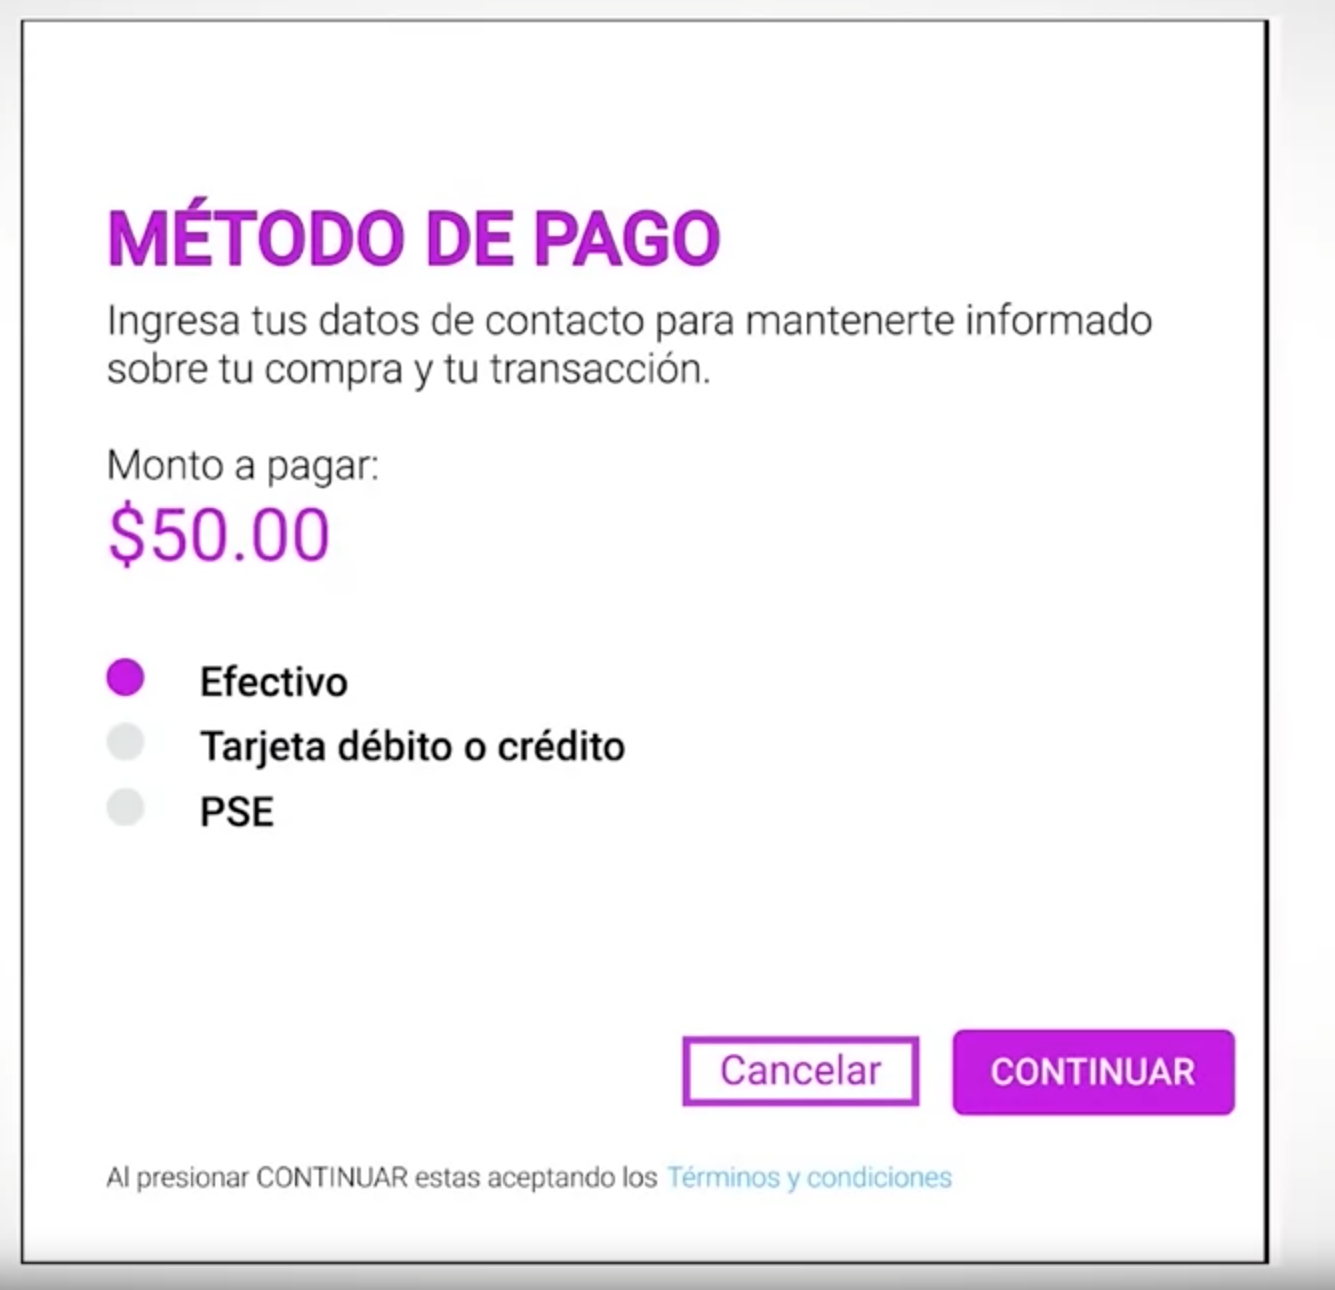 MÉTODO DE PAGO
Ingresa tus datos de contacto para mantenerte informado
sobre tu compra y tu transacción.
Monto a pagar:
$50.00
Efectivo
Tarjeta débito o crédito
PSE
Cancelar
CONTINUAR
Al presionar CONTINUAR estas aceptando los Términos y condiciones